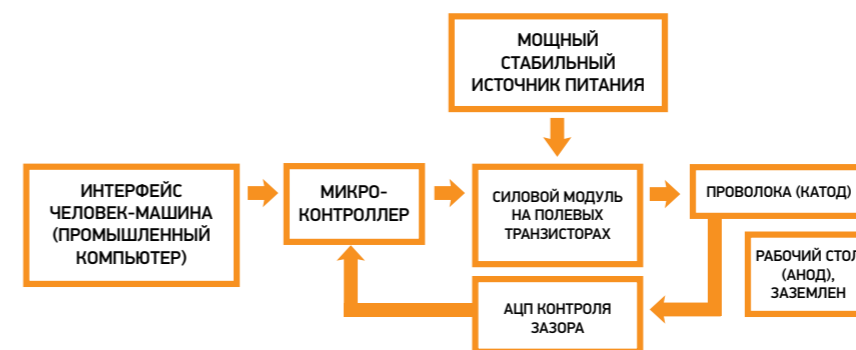 МОЩНЫЙ
СТАБИЛЬНЫЙ
ИСТОЧНИК ПИТАНИЯ
ИНТЕРФЕЙС
ЧЕЛОВЕК-МАШИНА
(ПРОМЫШЛЕННЫЙ
КОМПЬЮТЕР)
МИКРО-
КОНТРОЛЛЕР
СИЛОВОЙ МОДУЛЬ
НА ПОЛЕВЫХ
ТРАНЗИСТОРАХ
ПРОВОЛОКА (КАТОД)
РАБОЧИЙ СТОЛ
(АНОД),
ЗАЗЕМЛЕН
АЦП КОНТРОЛЯ
ЗАЗОРА